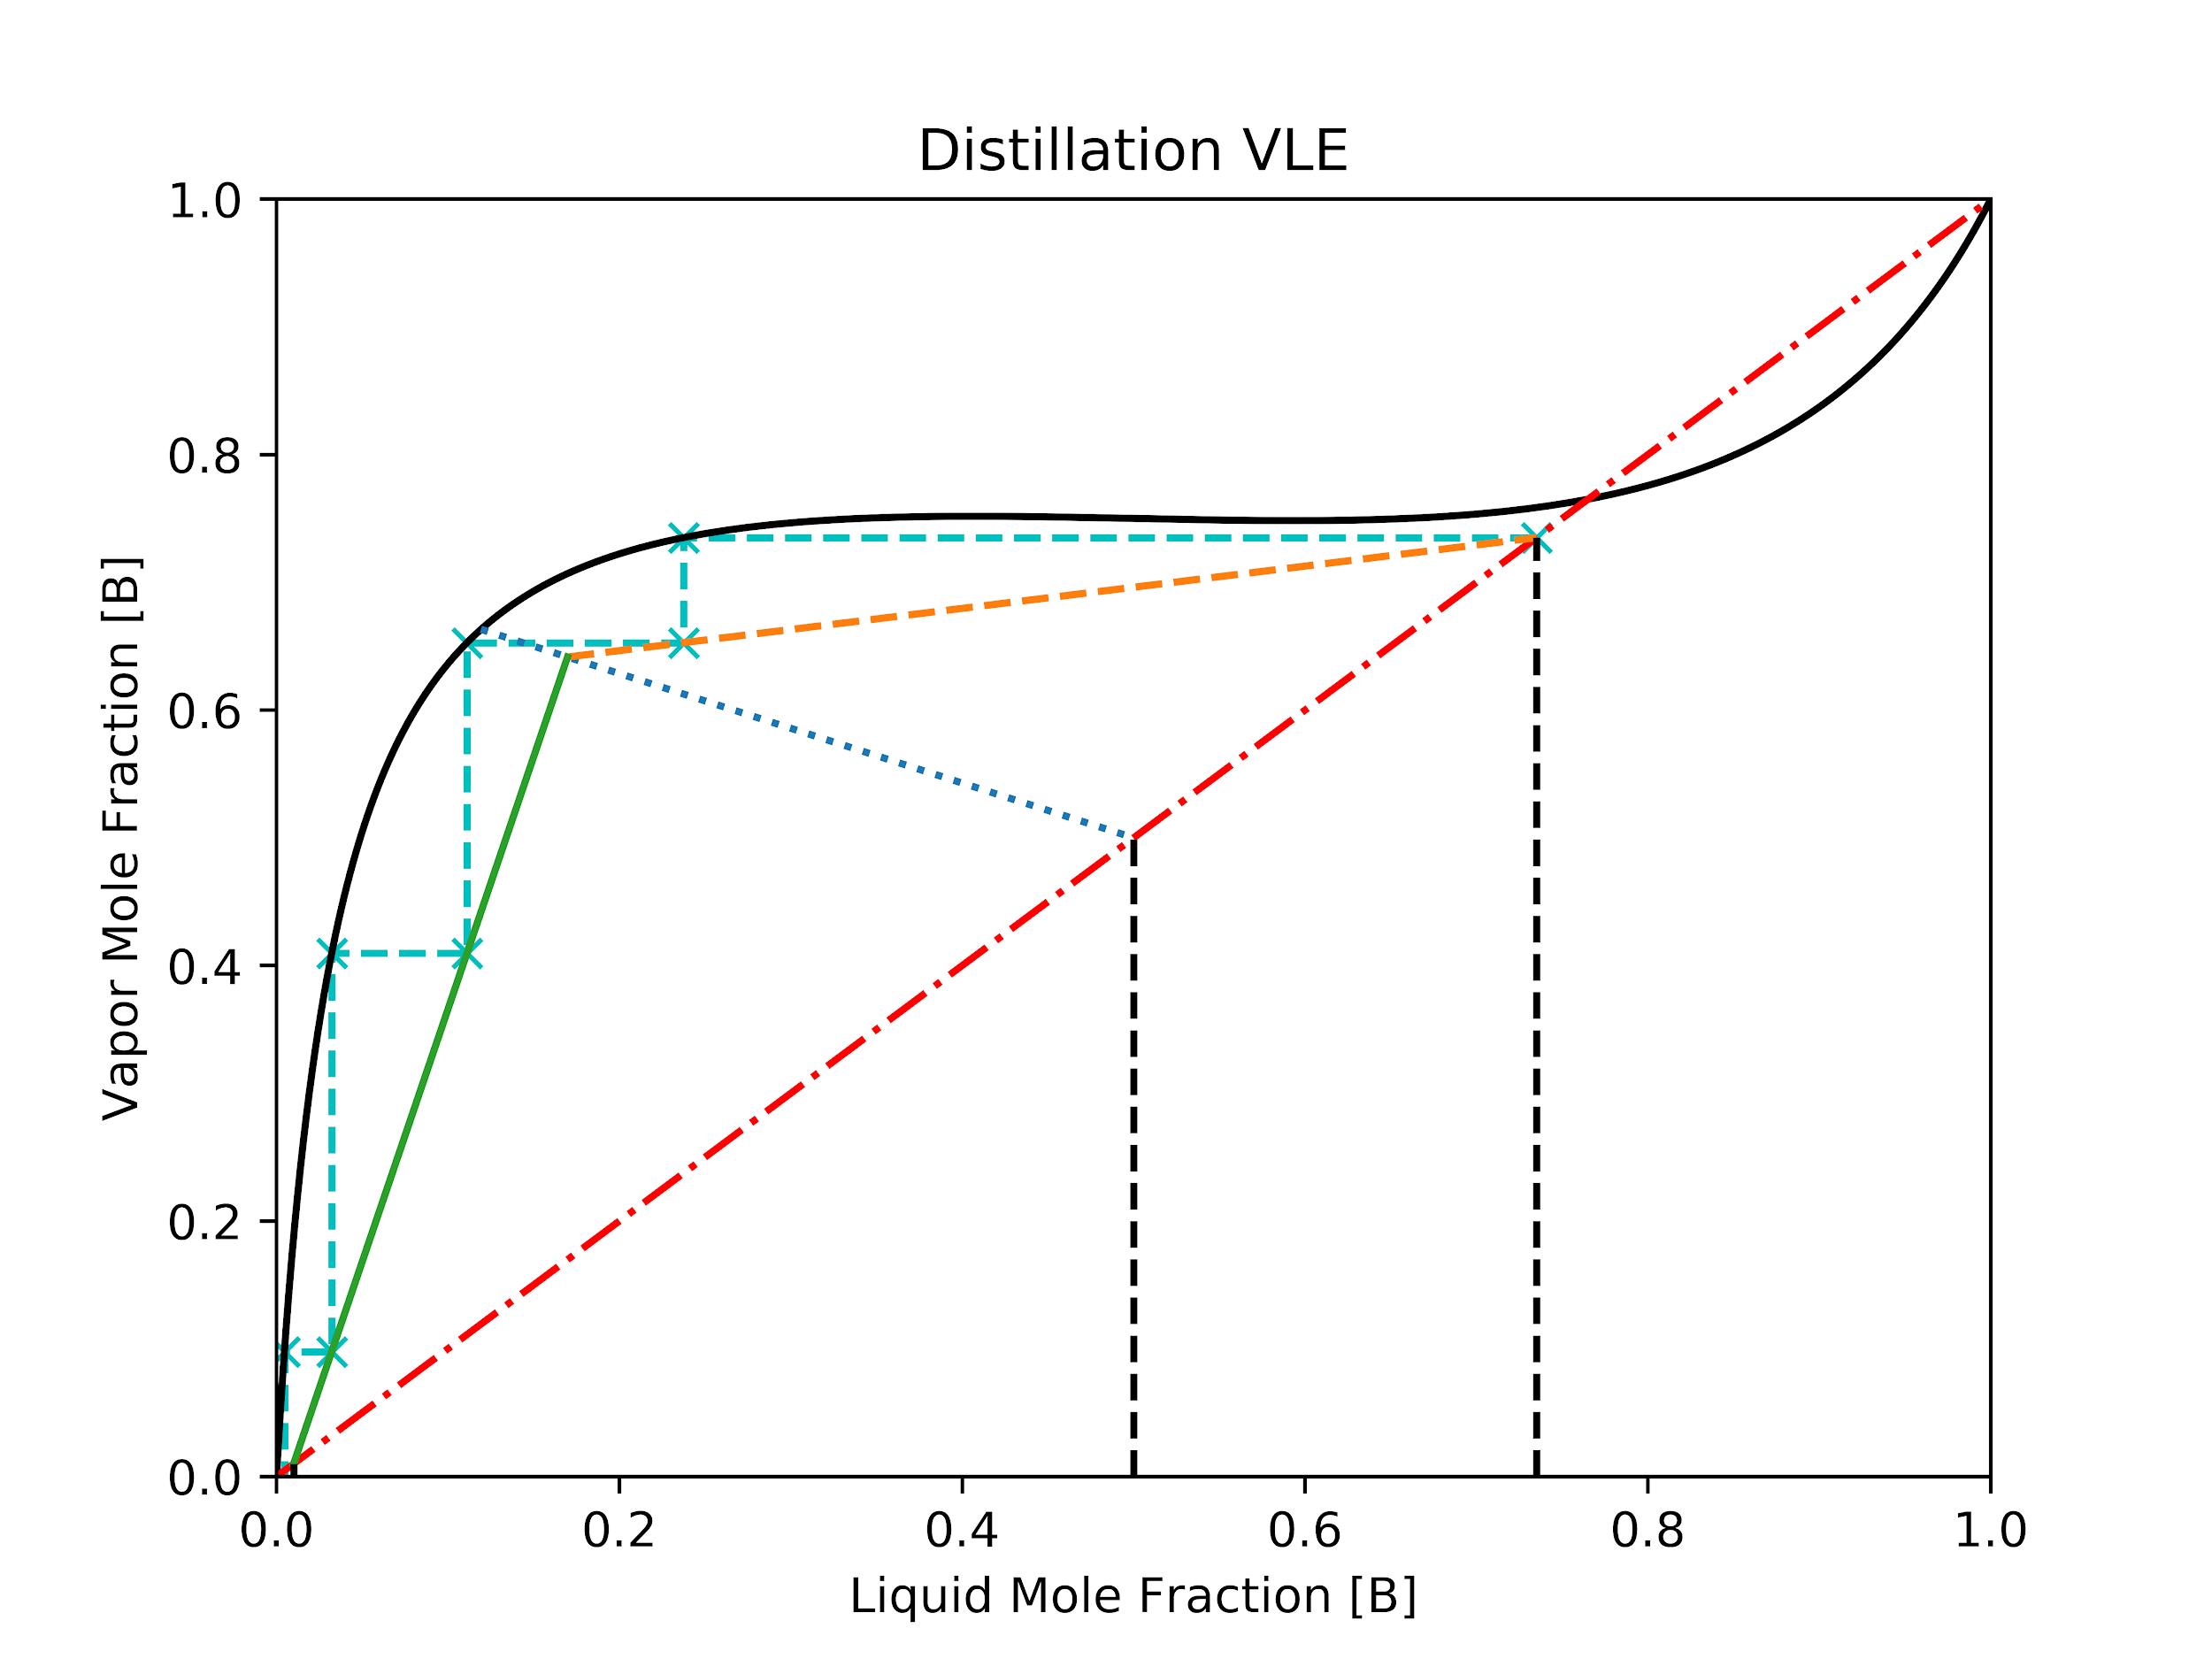 Distillation VLE
1.0
0.8
0.6
0.4
0.2
0.0
Vapor Mole Fraction [B]
0.0 0.2 0.4 0.6 0.8 1.0
Liquid Mole Fraction [B]